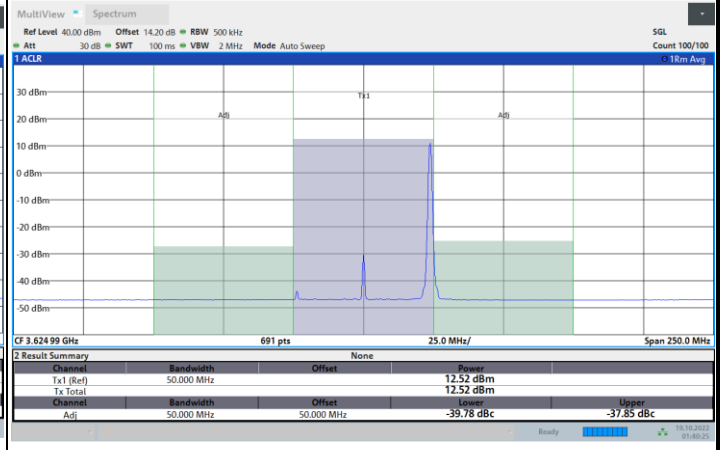 MultiView Spectrum
Ref Level 40.00 dBm Offset 14.20 dB RBW 500 kHz SGL
Att 30 dB SWT 100 ms VBW 2 MHz Mode Auto Sweep Count 100/100
1 ACLR 1Rm Avg
30 dBm
Tx1
20 dBm
Adj Adj
10 dBm
0 dBm
-10 dBm
-20 dBm
-30 dBm
-40 dBm
-50 dBm
CF 3.624 99 GHz 691 pts 25.0 MHz/ Span 250.0 MHz
2 Result Summary None
Channel Bandwidth Offset Power
Tx1 (Ref) 50.000 MHz 12.52 dBm
Tx Total 12.52 dBm
Channel Bandwidth Offset Lower Upper
Adj 50.000 MHz 50.000 MHz -39.78 dBc -37.85 dBc
Ready 19.10.2022
01:40:25